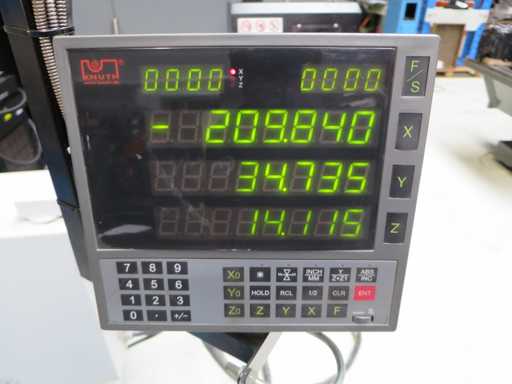 KNUTH
0000 X 0000
Y
Z
F/S
- 209.840 X
34.735 Y
14.115 Z
7 8 9 X0 INCH/MM Y Z+ZT ABS/INC
4 5 6 Y0 HOLD RCL 1/2 CLR ENT
1 2 3 Z0 Z Y X F
0 . +/-